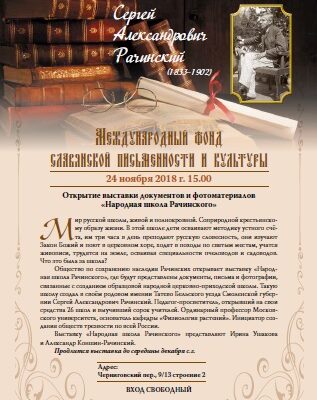 Сергей
Александрович
Рачинский
(1833–1902)
Международный фонд
славянской письменности и культуры
24 ноября 2018 г. 15.00
Открытие выставки документов и фотоматериалов
«Народная школа Рачинского»
Мир русской школы, живой и полнокровной. Соприродной крестьянско-
му образу жизни. В этой школе дети осваивают методику устного счё-
та, им три часа в день преподают русскую словесность, они изучают
Закон Божий и поют в церковном хоре, ходят в походы по святым местам, учатся
живописи, трудятся на земле, осваивая специальности пчеловодов и садоводов.
Что это была за школа?
Общество по сохранению наследия Рачинских открывает выставку «Народ-
ная школа Рачинского», где будут представлены документы, письма и фотографии,
связанные с созданием образцовой народной церковно-приходской школы. Такую
школу создал в своём родовом имении Татево Бельского уезда Смоленской губер-
нии Сергей Александрович Рачинский. Педагог-просветитель, открывший на свои
средства 26 школ и выучивший сорок учителей. Ординарный профессор Москов-
ского университета, основатель кафедры «Физиология растений». Инициатор соз-
дания обществ трезвости по всей России.
Выставку «Народная школа Рачинского» представляют Ирина Ушакова
и Александр Коншин-Рачинский.
Продлится выставка до середины декабря с.г.
Адрес:
Черниговский пер., 9/13 строение 2
ВХОД СВОБОДНЫЙ